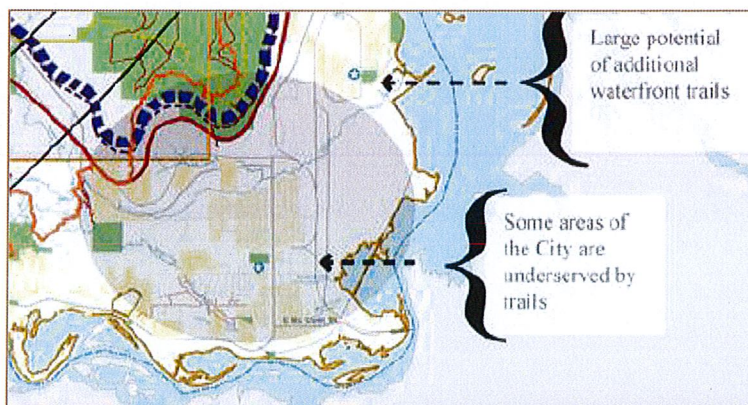 Large potential
of additional
waterfront trails
Some areas of
the City are
underserved by
trails